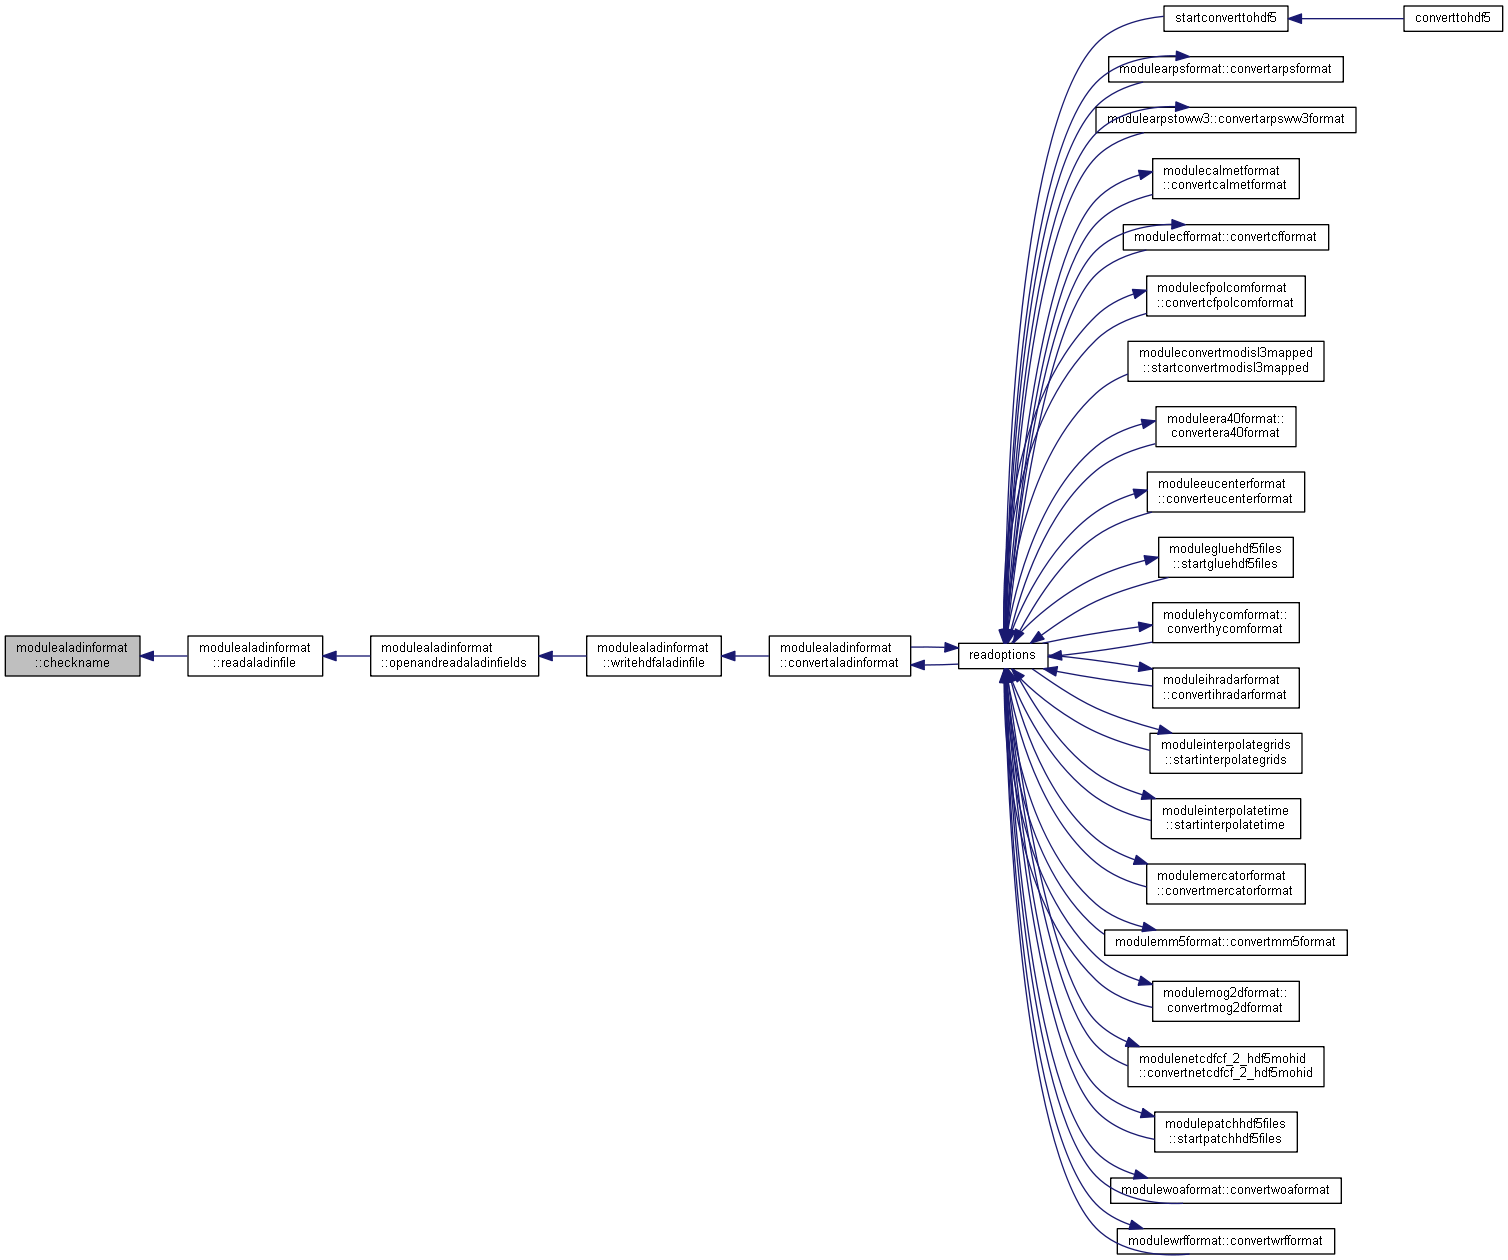 startconverttohdf5
converttohdf5
modulearpsformat::convertarpsformat
modulearpstoww3::convertarpsww3format
modulecalmetformat
::convertcalmetformat
modulecfformat::convertcfformat
modulecfpolcomformat
::convertcfpolcomformat
moduleconvertmodisl3mapped
::startconvertmodisl3mapped
moduleera40format::
convertera40format
moduleeucenterformat
::converteucenterformat
modulegluehdf5files
::startgluehdf5files
modulehycomformat::
converthycomformat
modulealadinformat
::checkname
modulealadinformat
::readaladinfile
modulealadinformat
::openandreadaladinfields
modulealadinformat
::writehdfaladinfile
modulealadinformat
::convertaladinformat
readoptions
moduleihradarformat
::convertihradarformat
moduleinterpolategrids
::startinterpolategrids
moduleinterpolatetime
::startinterpolatetime
modulemercatorformat
::convertmercatorformat
modulemm5format::convertmm5format
modulemog2dformat::
convertmog2dformat
modulenetcdfcf_2_hdf5mohid
::convertnetcdfcf_2_hdf5mohid
modulepatchhdf5files
::startpatchhdf5files
modulewoaformat::convertwoaformat
modulewrfformat::convertwrfformat